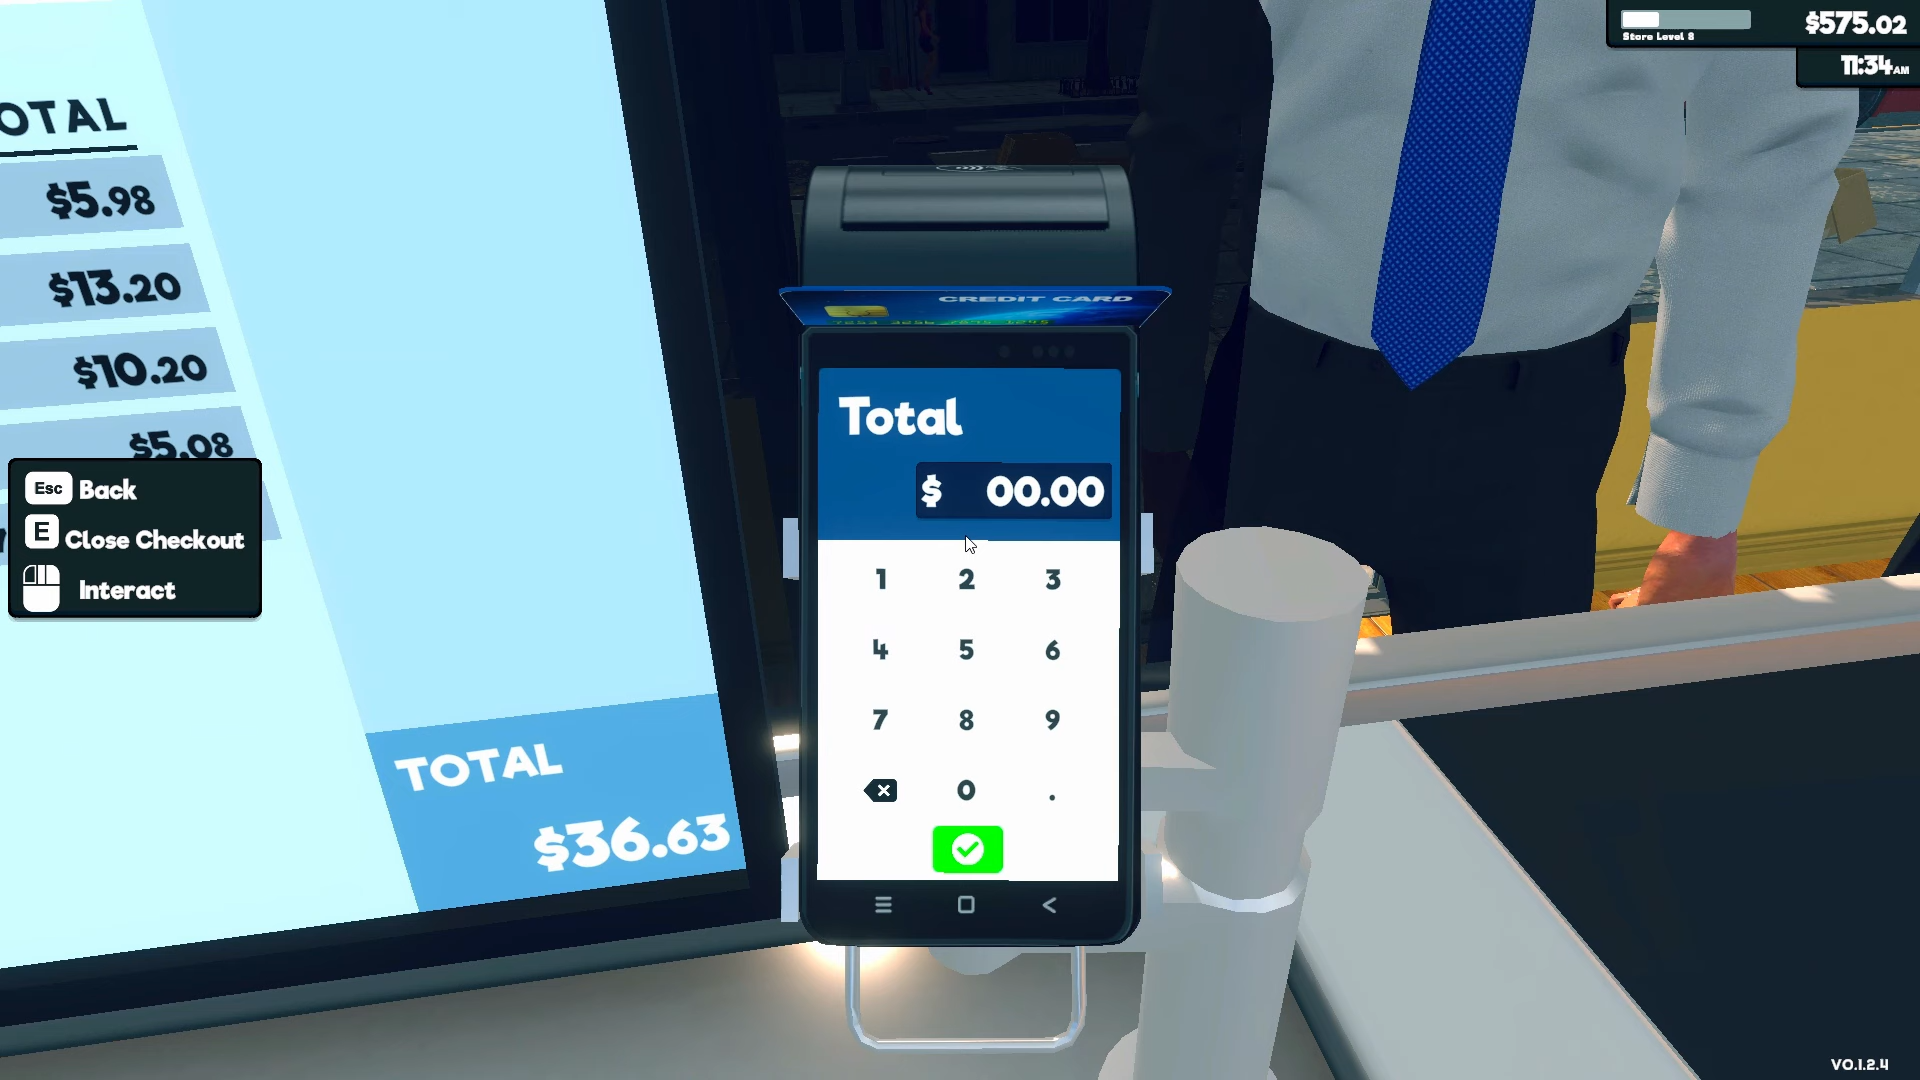 $575.02
Store Level 8
11:34AM
OTAL
$5.98
$13.20
$10.20
$5.08
Esc Back
E Close Checkout
Interact
TOTAL
$36.63
CREDIT CARD
Total
$ 00.00
1 2 3
4 5 6
7 8 9
0 .
V0.1.2.4